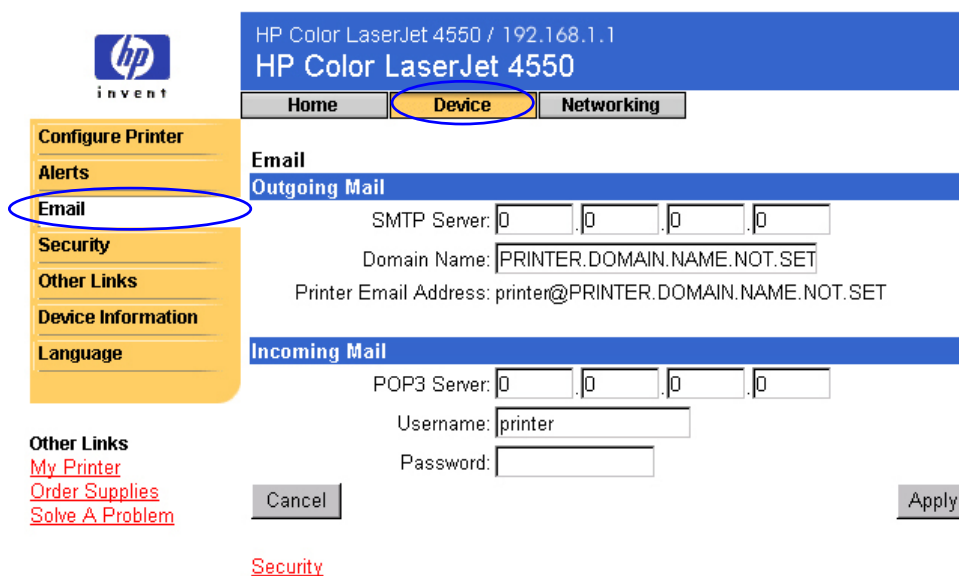 hp
invent
HP Color LaserJet 4550 / 192.168.1.1
HP Color LaserJet 4550
Home Device Networking
Configure Printer
Alerts
Email
Security
Other Links
Device Information
Language
Other Links
My Printer
Order Supplies
Solve A Problem
Email
Outgoing Mail
SMTP Server: 0 . 0 . 0 . 0
Domain Name: PRINTER.DOMAIN.NAME.NOT.SET
Printer Email Address: printer@PRINTER.DOMAIN.NAME.NOT.SET
Incoming Mail
POP3 Server: 0 . 0 . 0 . 0
Username: printer
Password:
Cancel Apply
Security